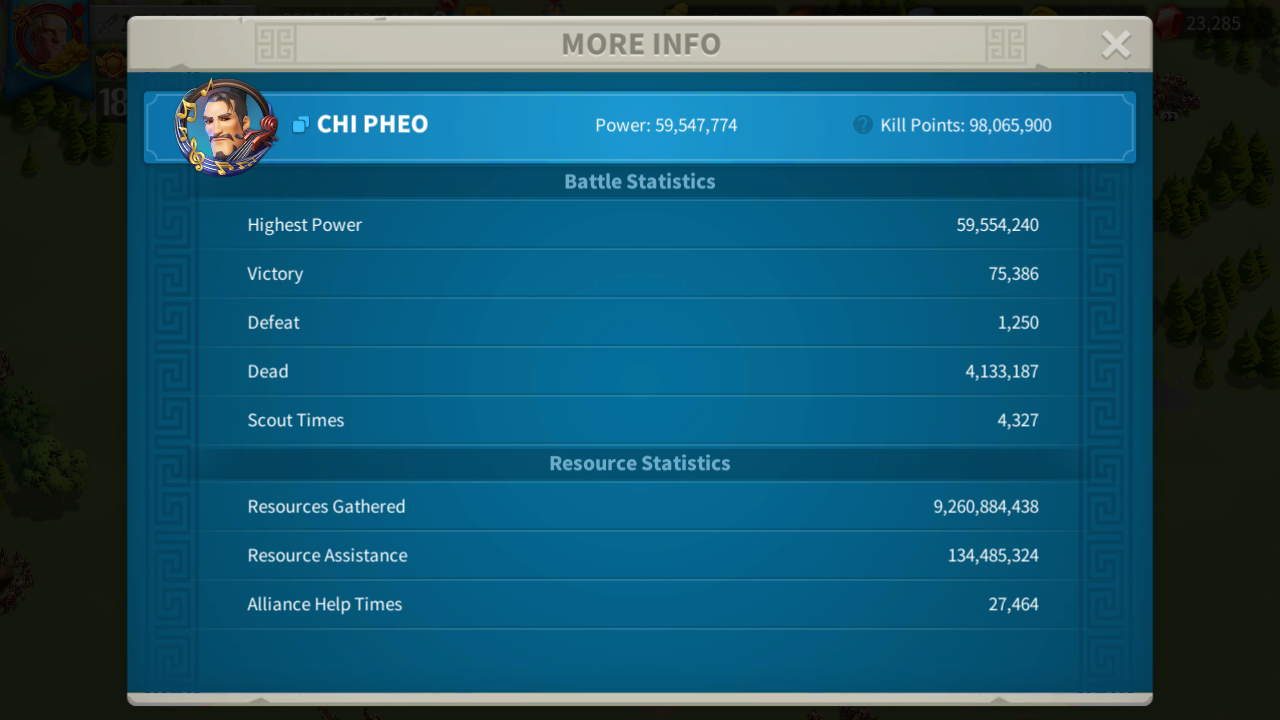 MORE INFO
23,285
18
CHI PHEO
Power: 59,547,774
? Kill Points: 98,065,900
Battle Statistics
Highest Power 59,554,240
Victory 75,386
Defeat 1,250
Dead 4,133,187
Scout Times 4,327
Resource Statistics
Resources Gathered 9,260,884,438
Resource Assistance 134,485,324
Alliance Help Times 27,464
22